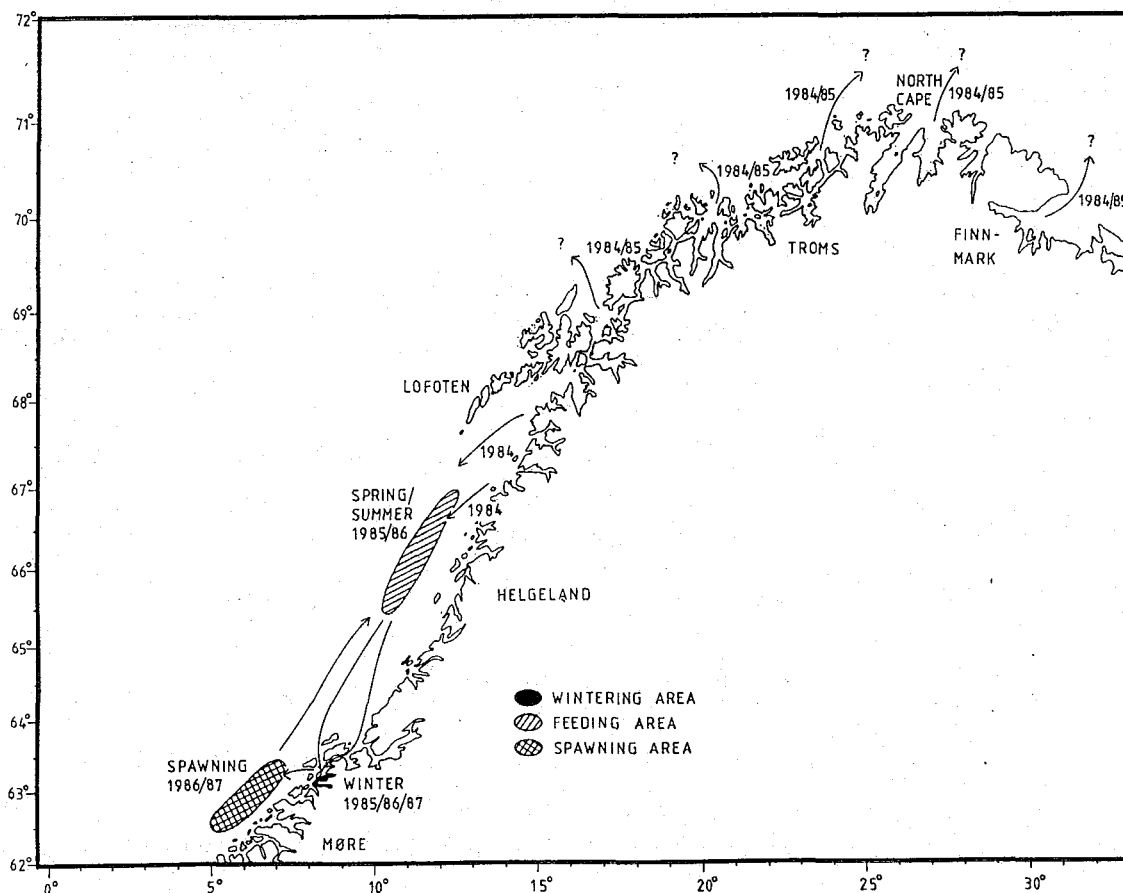 72°
71°
70°
69°
68°
67°
66°
65°
64°
63°
62°
0°
5°
10°
15°
20°
25°
30°
?
?
1984/85
NORTH
CAPE
1984/85
?
1984/85
?
1984/85
FINN-
MARK
TROMS
?
1984/85
LOFOTEN
1984
1984
SPRING/
SUMMER
1985/86
HELGELAND
WINTERING AREA
FEEDING AREA
SPAWNING AREA
SPAWNING
1986/87
WINTER
1985/86/87
MØRE